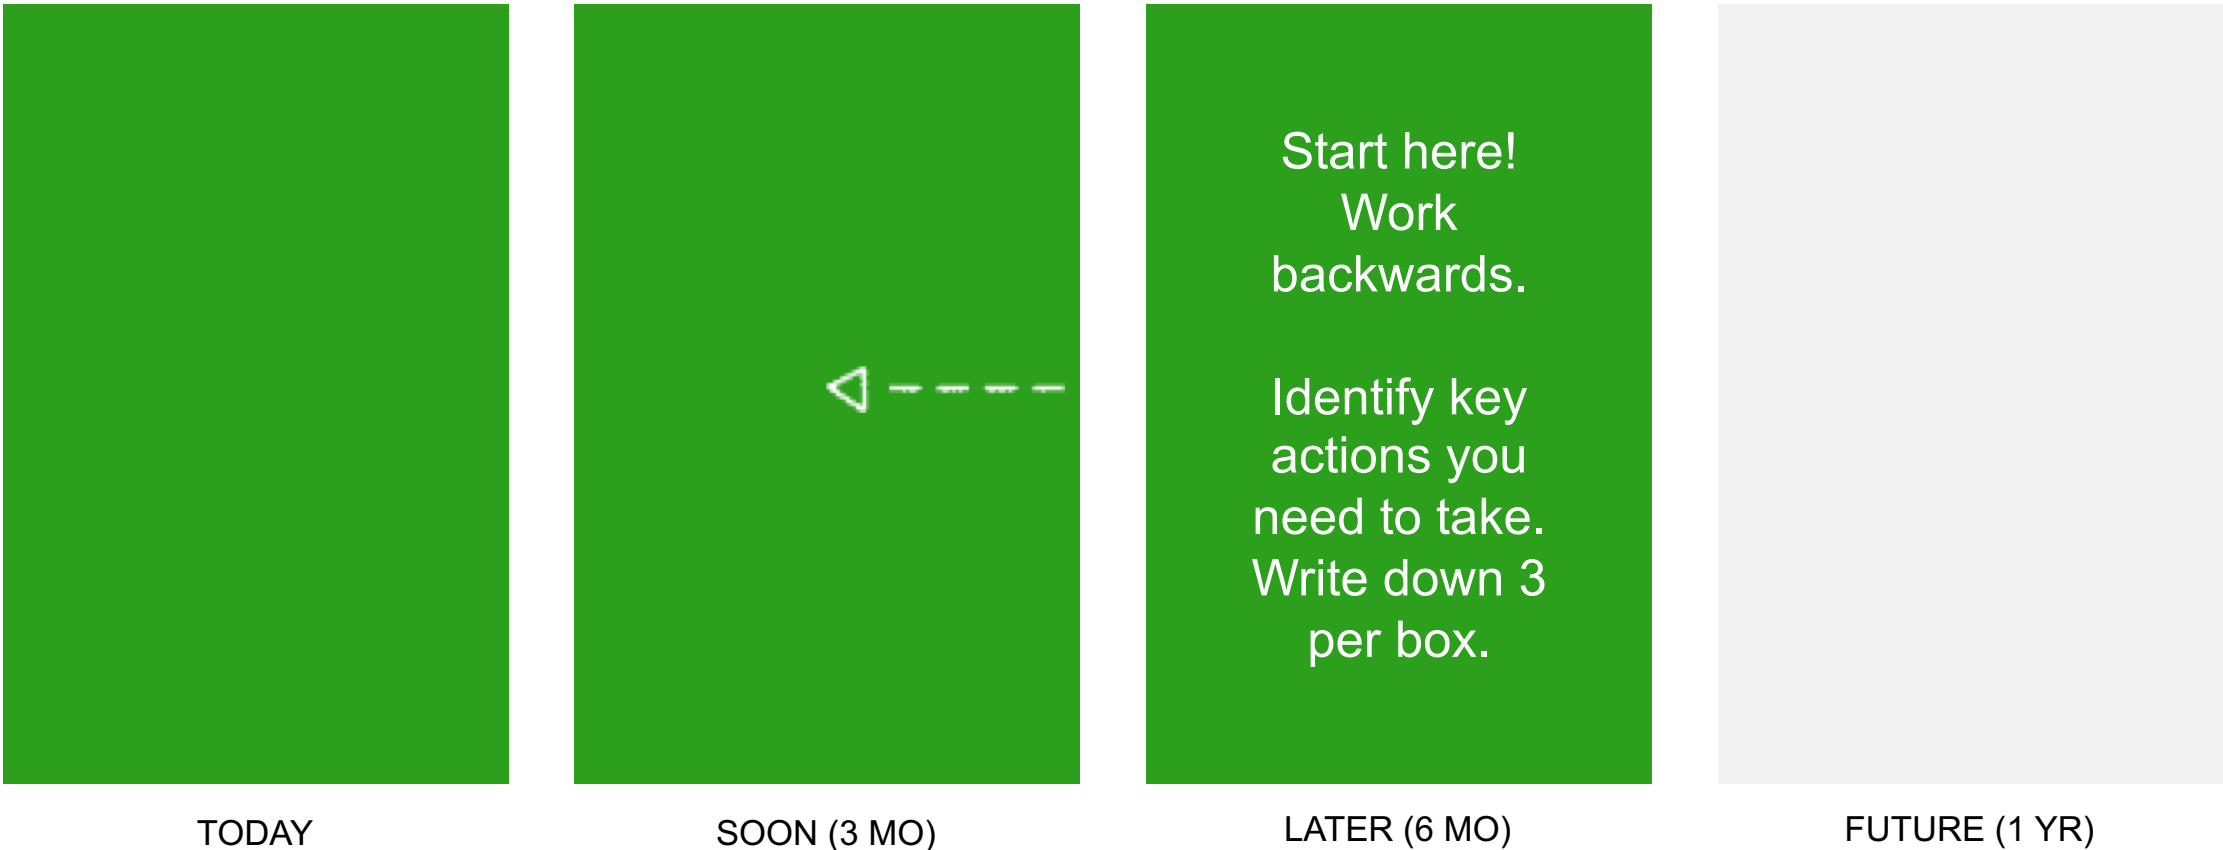 Start here!
Work
backwards.
Identify key
actions you
need to take.
Write down 3
per box.
TODAY
SOON (3 MO)
LATER (6 MO)
FUTURE (1 YR)